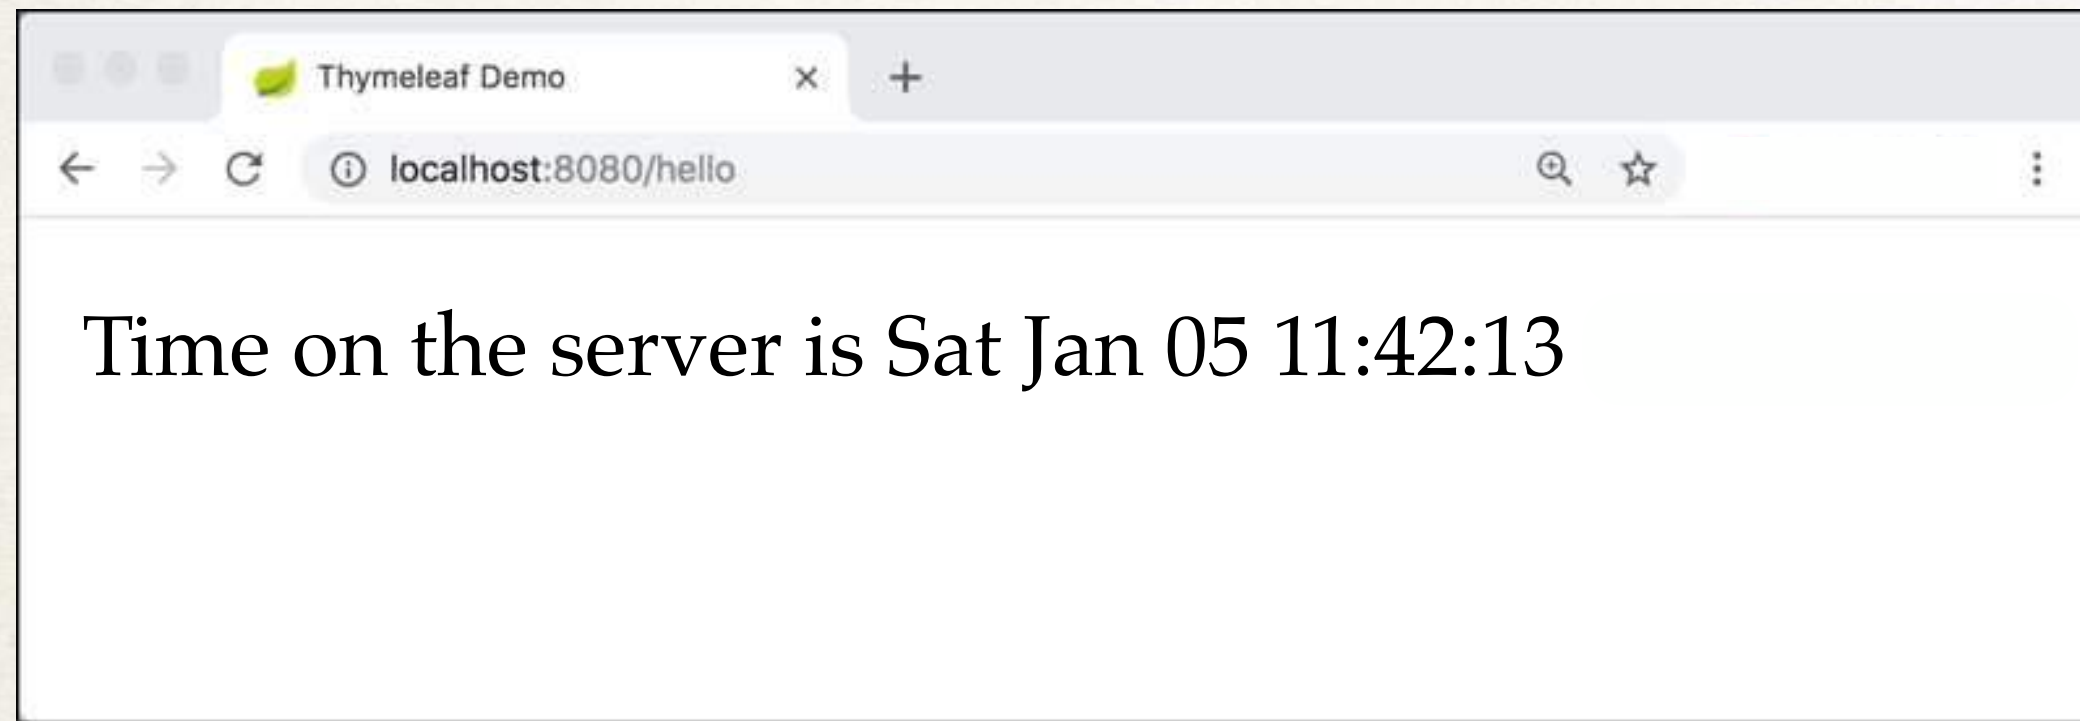 Thymeleaf Demo
localhost:8080/hello
Time on the server is Sat Jan 05 11:42:13